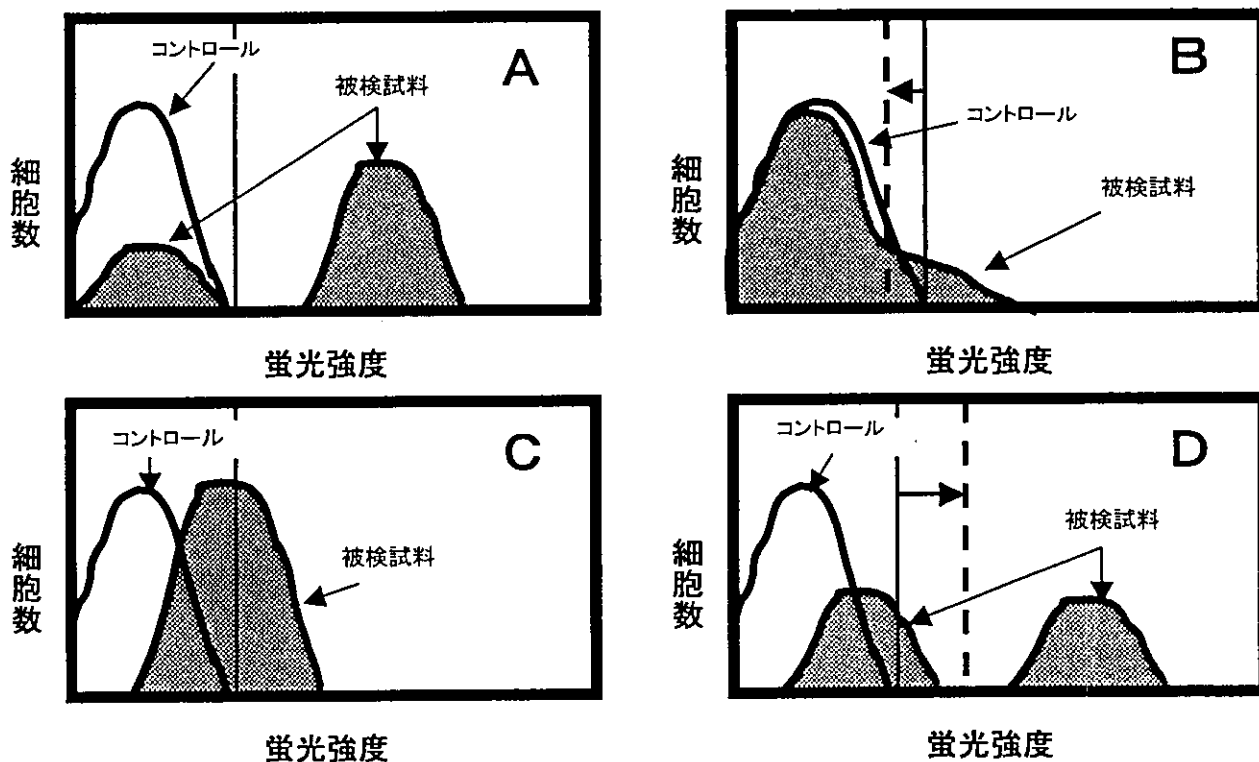 コントロール
A
被検試料
細胞数
蛍光強度
B
コントロール
被検試料
細胞数
蛍光強度
コントロール
C
被検試料
細胞数
蛍光強度
コントロール
D
被検試料
細胞数
蛍光強度